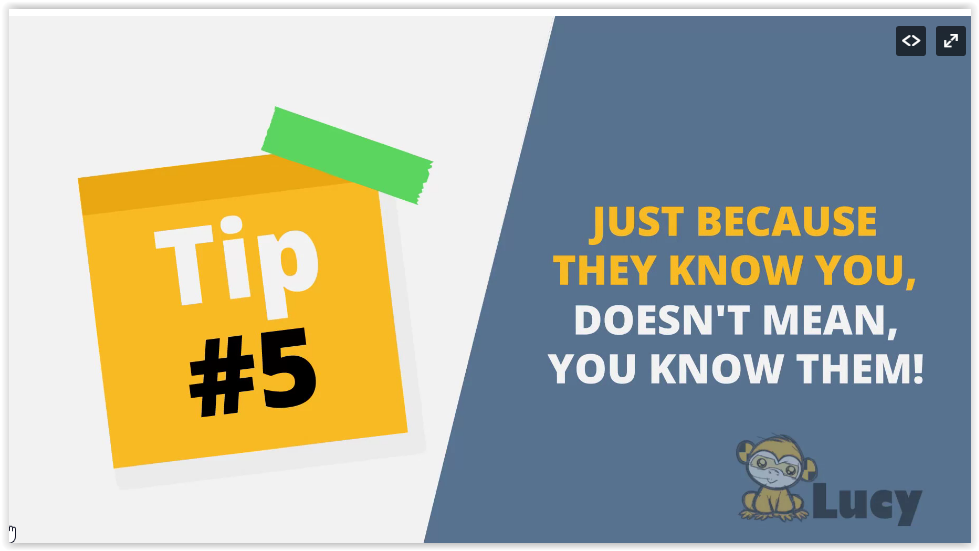 Tip
#5
JUST BECAUSE
THEY KNOW YOU,
DOESN'T MEAN,
YOU KNOW THEM!
Lucy